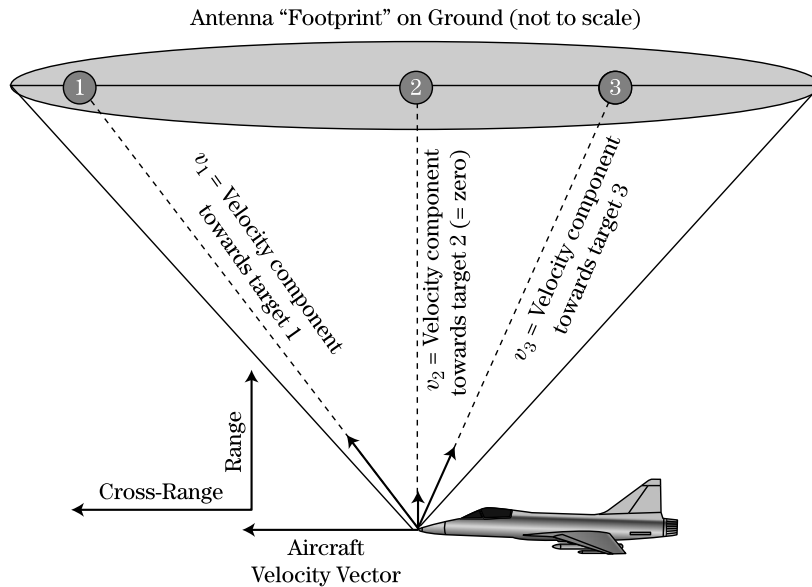 Antenna “Footprint” on Ground (not to scale)
1
2
3
v1 = Velocity component
towards target 1
v2 = Velocity component
towards target 2 (= zero)
v3 = Velocity component
towards target 3
Range
Cross-Range
Aircraft
Velocity Vector